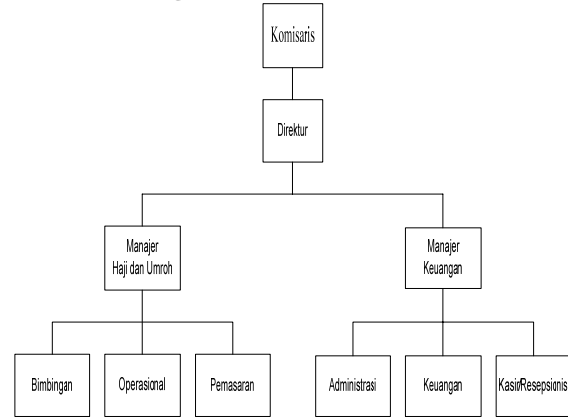 Komisaris
Direktur
Manajer
Haji dan Umroh
Manajer
Keuangan
Bimbingan
Operasional
Pemasaran
Administrasi
Keuangan
Kasir/Resepsionis